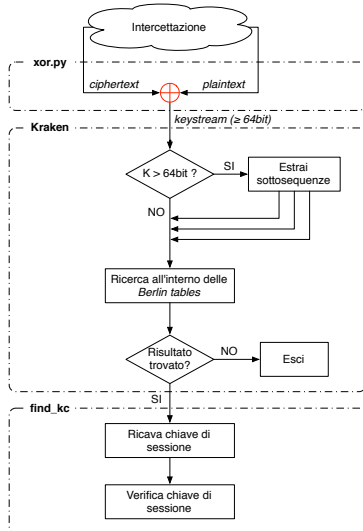 Intercettazione
xor.py
ciphertext
plaintext
keystream (≥ 64bit)
Kraken
K > 64bit ?
SI
Estrai
sottosequenze
NO
Ricerca all'interno delle
Berlin tables
Risultato
trovato?
NO
Esci
SI
find_kc
Ricava chiave di
sessione
Verifica chiave di
sessione